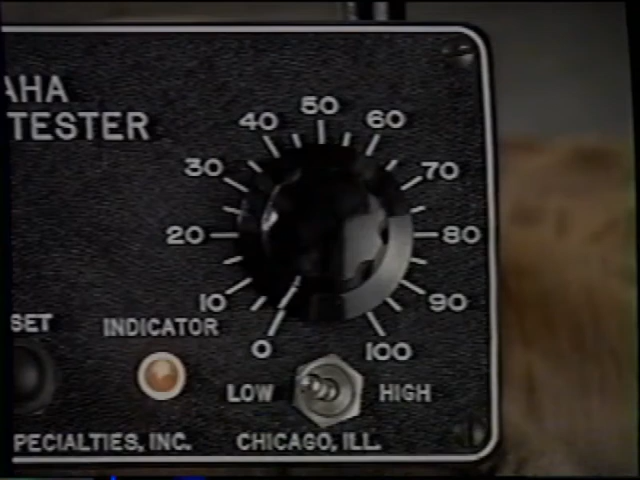 AHA
TESTER
0 10 20 30 40 50 60 70 80 90 100
SET
INDICATOR
LOW HIGH
PECIALTIES, INC. CHICAGO, ILL.